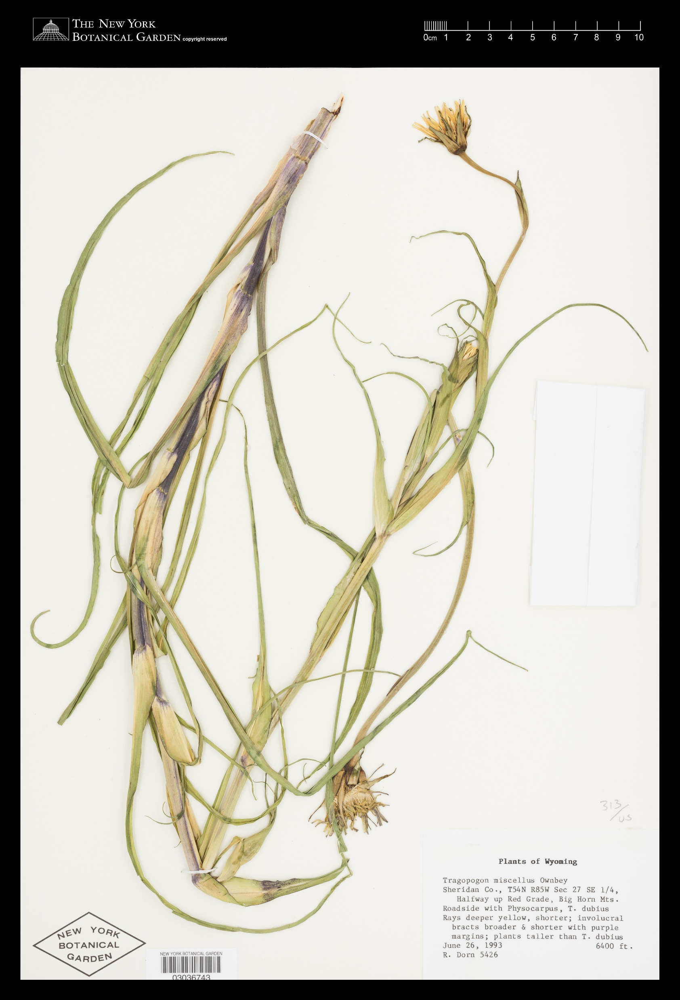 THE NEW YORK
BOTANICAL GARDEN copyright reserved
0cm 1 2 3 4 5 6 7 8 9 10
313/US
Plants of Wyoming
Tragopogon miscellus Ownbey
Sheridan Co., T54N R85W Sec 27 SE 1/4,
Halfway up Red Grade, Big Horn Mts.
Roadside with Physocarpus, T. dubius
Rays deeper yellow, shorter; involucral
bracts broader & shorter with purple
margins; plants taller than T. dubius
June 26, 1993 6400 ft.
R. Dorn 5426
NEW YORK
BOTANICAL
GARDEN
NEW YORK BOTANICAL GARDEN
03036743